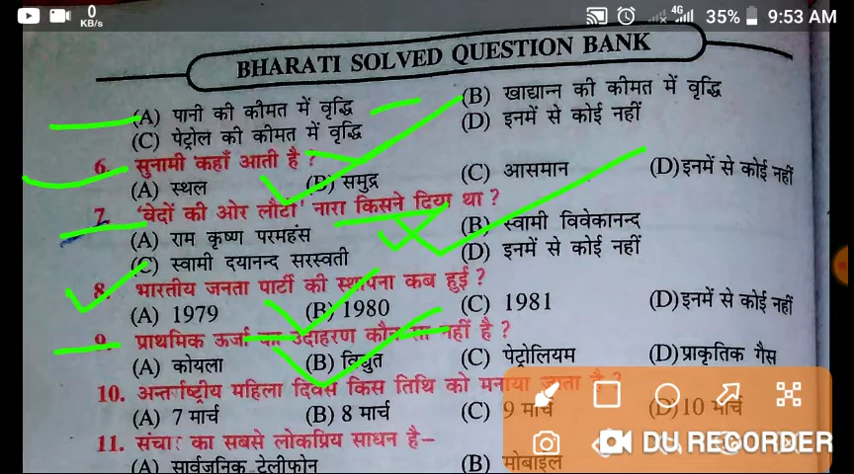 0 KB/s 4G 35% 9:53 AM
BHARATI SOLVED QUESTION BANK
(A) पानी की कीमत में वृद्धि (B) खाद्यान्न की कीमत में वृद्धि
(C) पेट्रोल की कीमत में वृद्धि (D) इनमें से कोई नहीं
6. सुनामी कहाँ आती है ?
(A) स्थल (B) समुद्र (C) आसमान (D) इनमें से कोई नहीं
7. 'वेदों की ओर लौटो' नारा किसने दिया था ?
(A) राम कृष्ण परमहंस (B) स्वामी विवेकानन्द
(C) स्वामी दयानन्द सरस्वती (D) इनमें से कोई नहीं
8. भारतीय जनता पार्टी की स्थापना कब हुई ?
(A) 1979 (B) 1980 (C) 1981 (D) इनमें से कोई नहीं
9. प्राथमिक ऊर्जा का उदाहरण कौन सा नहीं है ?
(A) कोयला (B) विद्युत (C) पेट्रोलियम (D) प्राकृतिक गैस
10. अन्तर्राष्ट्रीय महिला दिवस किस तिथि को मनाया जाता है ?
(A) 7 मार्च (B) 8 मार्च (C) 9 मार्च (D) 10 मार्च
11. संचार का सबसे लोकप्रिय साधन है–
(A) सार्वजनिक टेलीफोन (B) मोबाइल
DU RECORDER